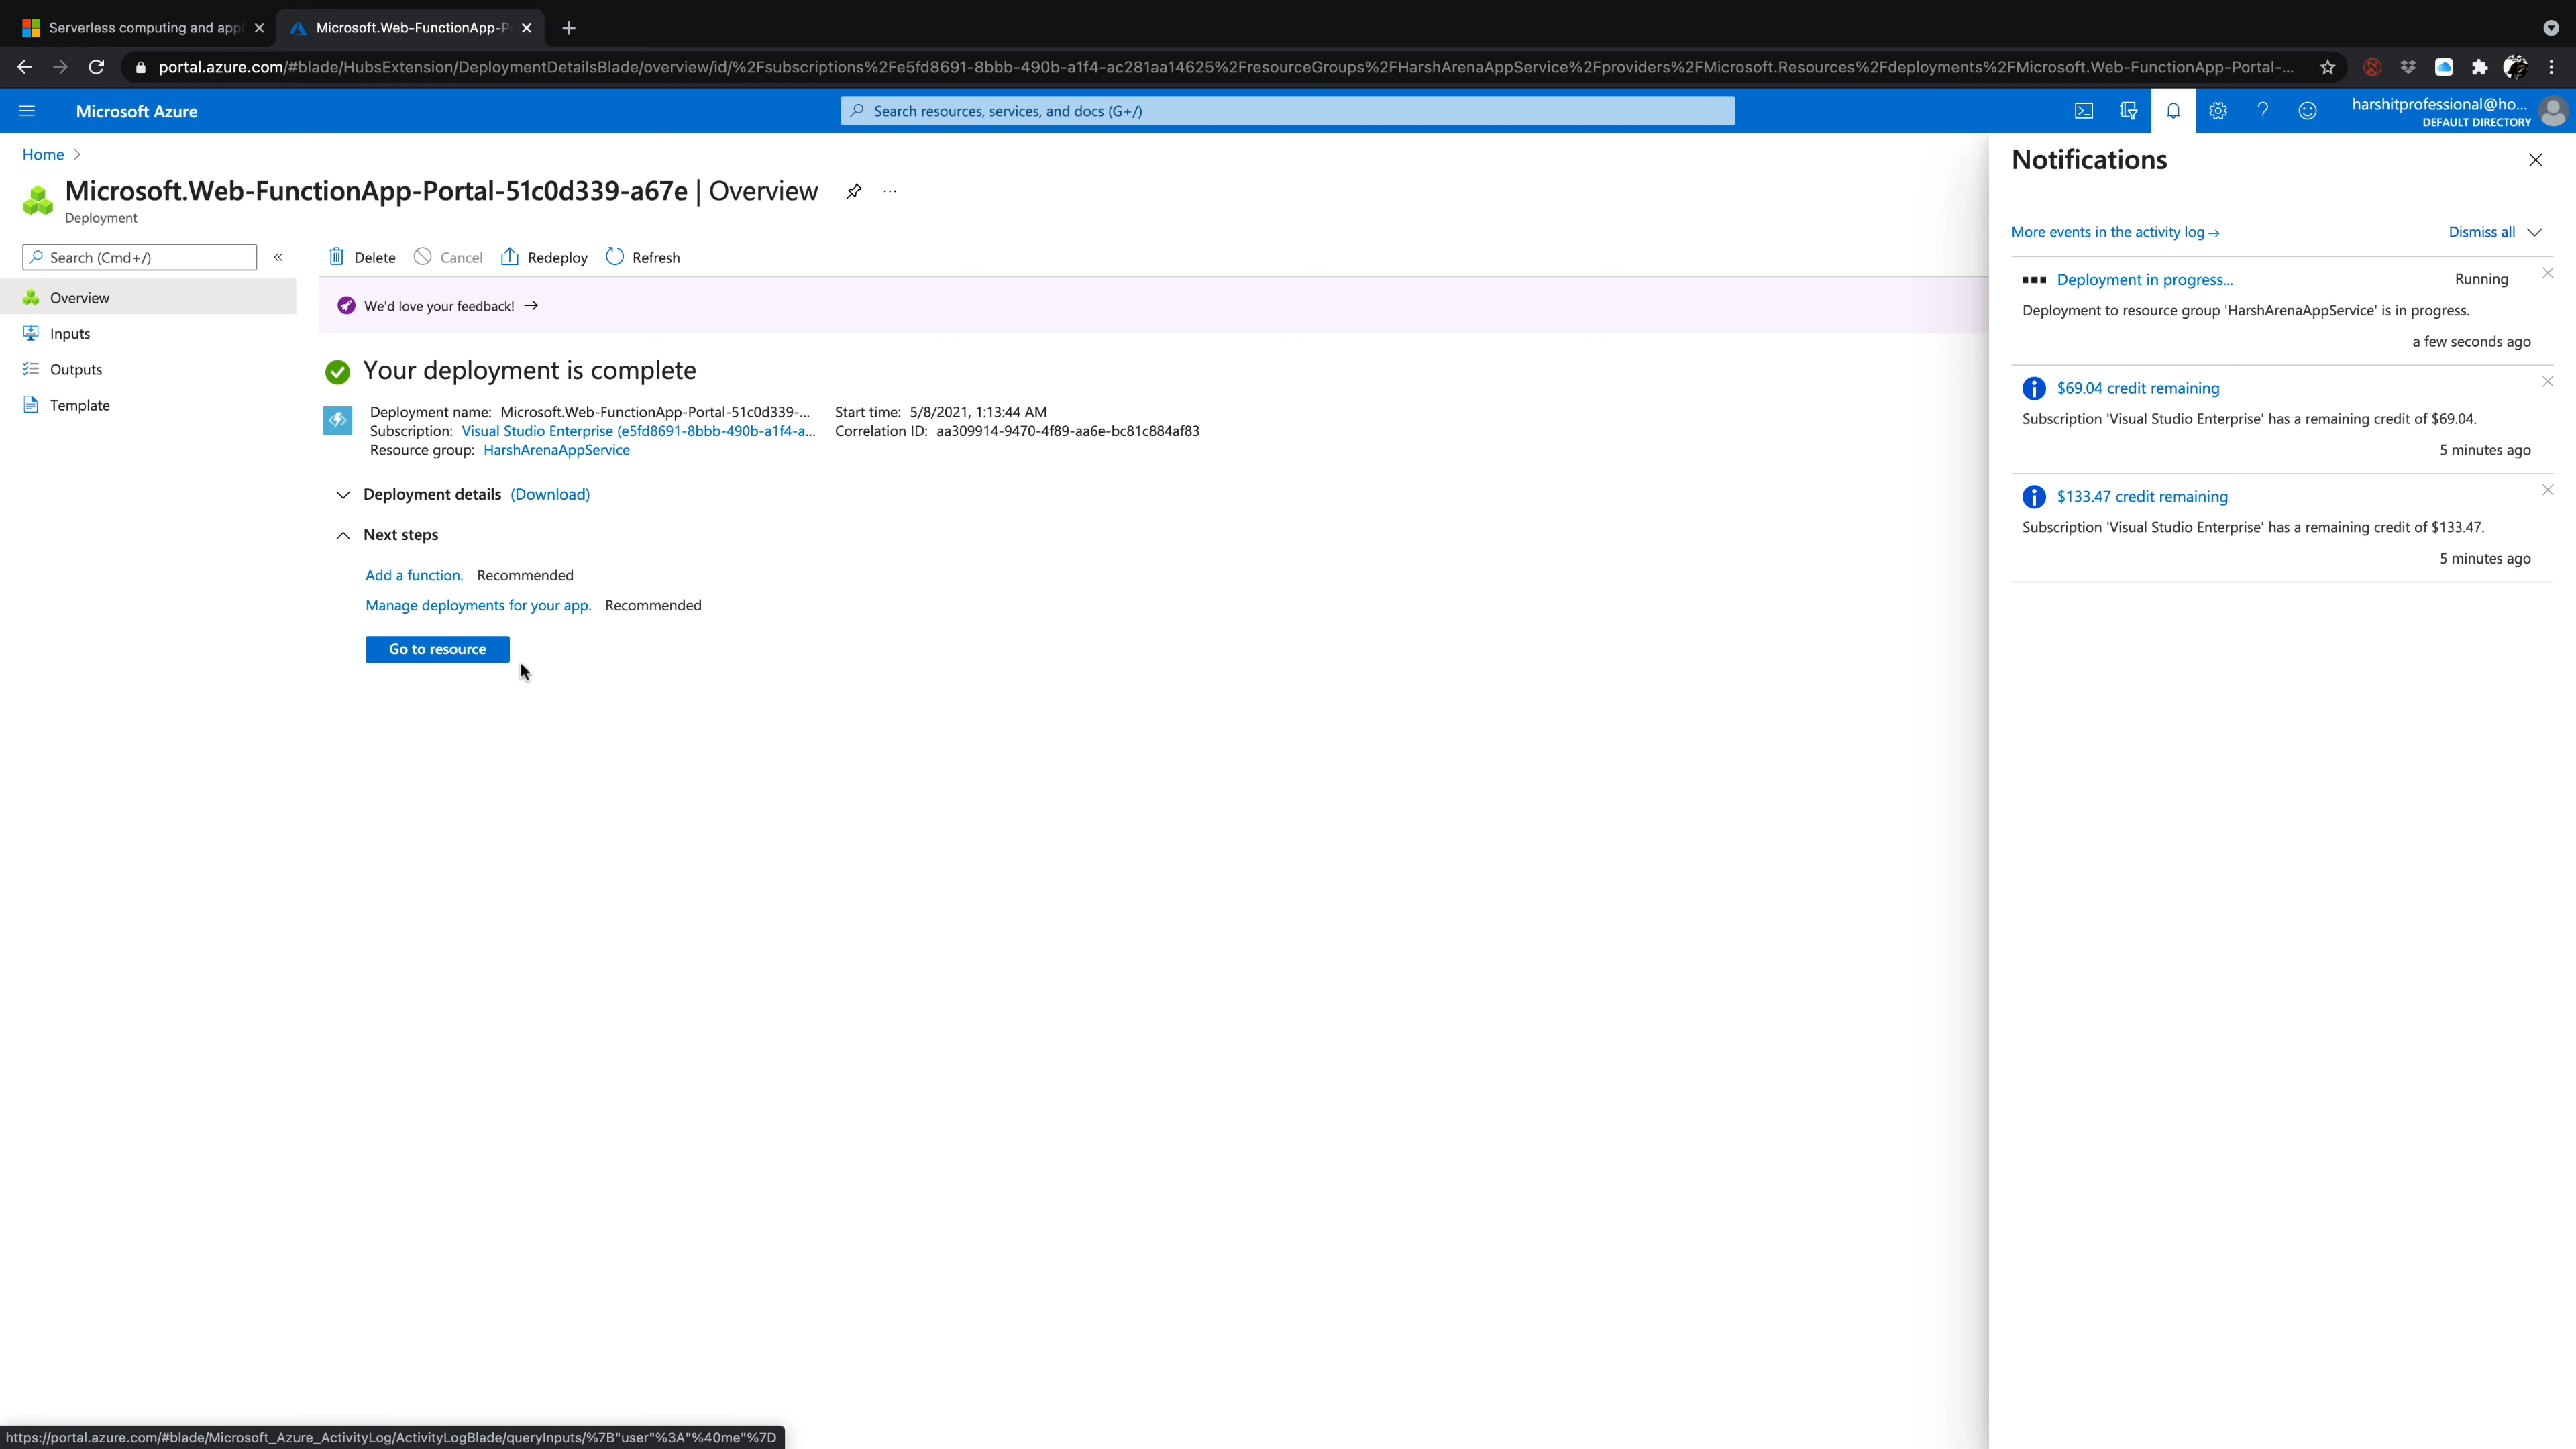 Serverless computing and appl
Microsoft.Web-FunctionApp-P
portal.azure.com/#blade/HubsExtension/DeploymentDetailsBlade/overview/id/%2Fsubscriptions%2Fe5fd8691-8bbb-490b-a1f4-ac281aa14625%2FresourceGroups%2FHarshArenaAppService%2Fproviders%2FMicrosoft.Resources%2Fdeployments%2FMicrosoft.Web-FunctionApp-Portal-...
Microsoft Azure
Search resources, services, and docs (G+/)
harshitprofessional@ho...
DEFAULT DIRECTORY
Home
Microsoft.Web-FunctionApp-Portal-51c0d339-a67e | Overview
Deployment
Search (Cmd+/)
Overview
Inputs
Outputs
Template
Delete Cancel Redeploy Refresh
We'd love your feedback! →
Your deployment is complete
Deployment name: Microsoft.Web-FunctionApp-Portal-51c0d339-... Start time: 5/8/2021, 1:13:44 AM
Subscription: Visual Studio Enterprise (e5fd8691-8bbb-490b-a1f4-a... Correlation ID: aa309914-9470-4f89-aa6e-bc81c884af83
Resource group: HarshArenaAppService
Deployment details (Download)
Next steps
Add a function. Recommended
Manage deployments for your app. Recommended
Go to resource
Notifications
More events in the activity log → Dismiss all
Deployment in progress... Running
Deployment to resource group 'HarshArenaAppService' is in progress.
a few seconds ago
$69.04 credit remaining
Subscription 'Visual Studio Enterprise' has a remaining credit of $69.04.
5 minutes ago
$133.47 credit remaining
Subscription 'Visual Studio Enterprise' has a remaining credit of $133.47.
5 minutes ago
https://portal.azure.com/#blade/Microsoft_Azure_ActivityLog/ActivityLogBlade/queryInputs/%7B"user"%3A"%40me"%7D